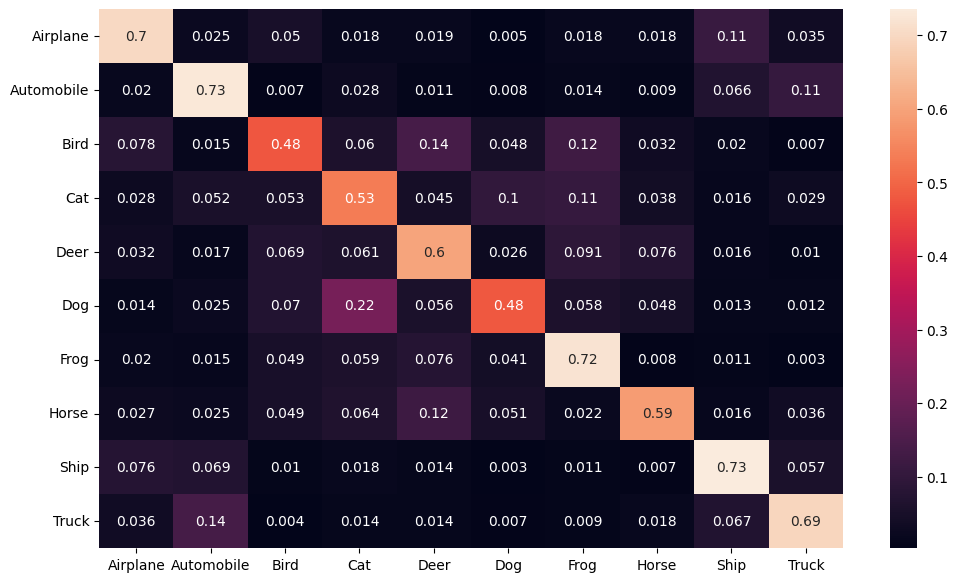 Airplane 0.7 0.025 0.05 0.018 0.019 0.005 0.018 0.018 0.11 0.035
Automobile 0.02 0.73 0.007 0.028 0.011 0.008 0.014 0.009 0.066 0.11
Bird 0.078 0.015 0.48 0.06 0.14 0.048 0.12 0.032 0.02 0.007
Cat 0.028 0.052 0.053 0.53 0.045 0.1 0.11 0.038 0.016 0.029
Deer 0.032 0.017 0.069 0.061 0.6 0.026 0.091 0.076 0.016 0.01
Dog 0.014 0.025 0.07 0.22 0.056 0.48 0.058 0.048 0.013 0.012
Frog 0.02 0.015 0.049 0.059 0.076 0.041 0.72 0.008 0.011 0.003
Horse 0.027 0.025 0.049 0.064 0.12 0.051 0.022 0.59 0.016 0.036
Ship 0.076 0.069 0.01 0.018 0.014 0.003 0.011 0.007 0.73 0.057
Truck 0.036 0.14 0.004 0.014 0.014 0.007 0.009 0.018 0.067 0.69
Airplane Automobile Bird Cat Deer Dog Frog Horse Ship Truck
0.7
0.6
0.5
0.4
0.3
0.2
0.1